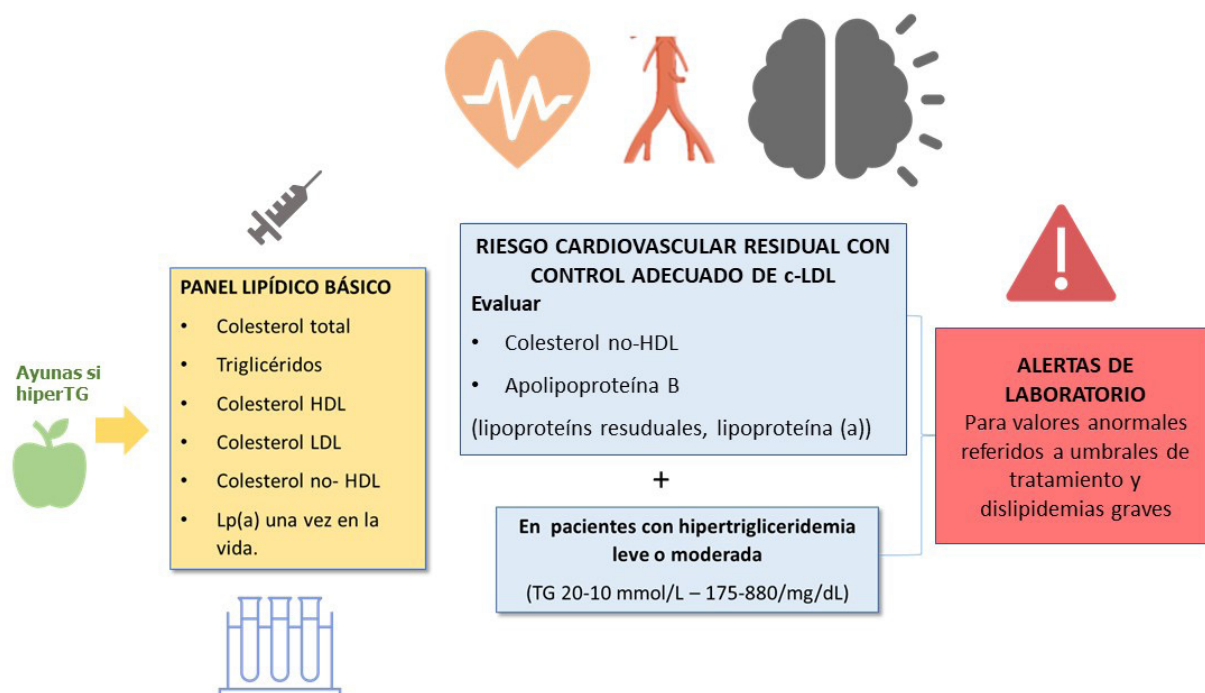 Ayunas si
hiperTG
PANEL LIPÍDICO BÁSICO
• Colesterol total
• Triglicéridos
• Colesterol HDL
• Colesterol LDL
• Colesterol no- HDL
• Lp(a) una vez en la
vida.
RIESGO CARDIOVASCULAR RESIDUAL CON
CONTROL ADECUADO DE c-LDL
Evaluar
• Colesterol no-HDL
• Apolipoproteína B
(lipoproteíns resuduales, lipoproteína (a))
+
En pacientes con hipertrigliceridemia
leve o moderada
(TG 20-10 mmol/L – 175-880/mg/dL)
ALERTAS DE
LABORATORIO
Para valores anormales
referidos a umbrales de
tratamiento y
dislipidemias graves